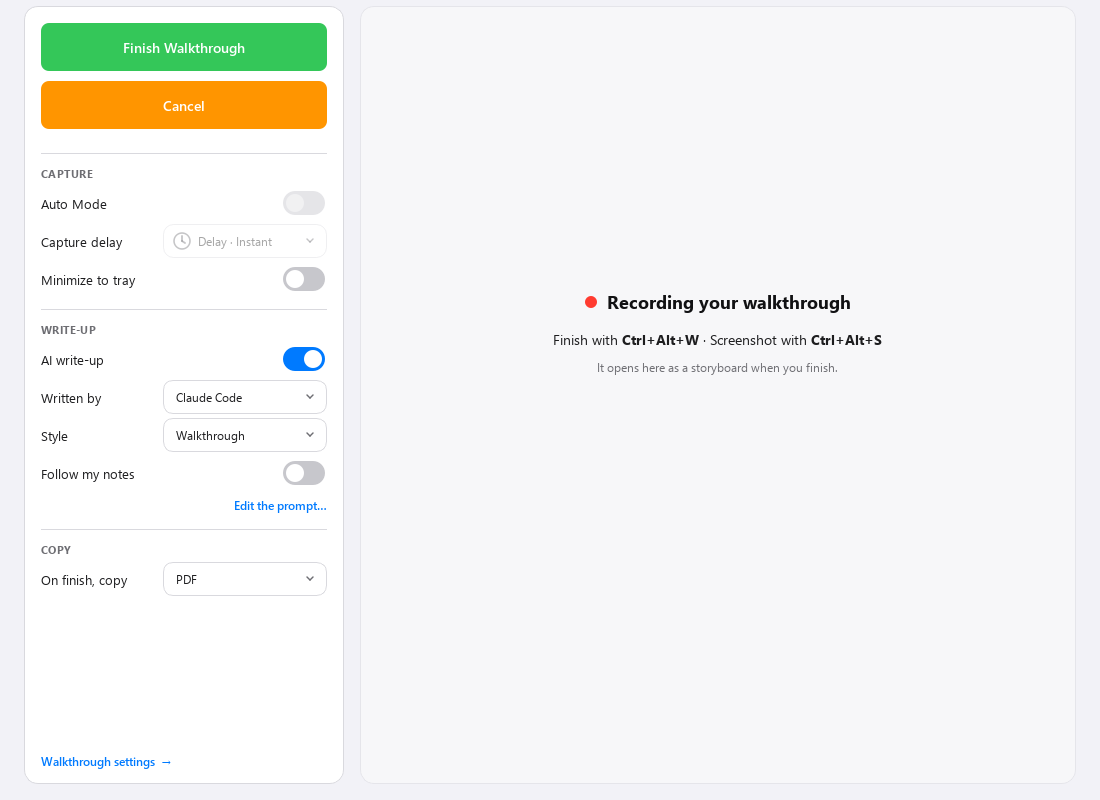 Finish Walkthrough
Cancel
CAPTURE
Auto Mode
Capture delay
Delay · Instant
Minimize to tray
WRITE-UP
AI write-up
Written by
Claude Code
Style
Walkthrough
Follow my notes
Edit the prompt...
COPY
On finish, copy
PDF
Walkthrough settings →
Recording your walkthrough
Finish with Ctrl+Alt+W · Screenshot with Ctrl+Alt+S
It opens here as a storyboard when you finish.